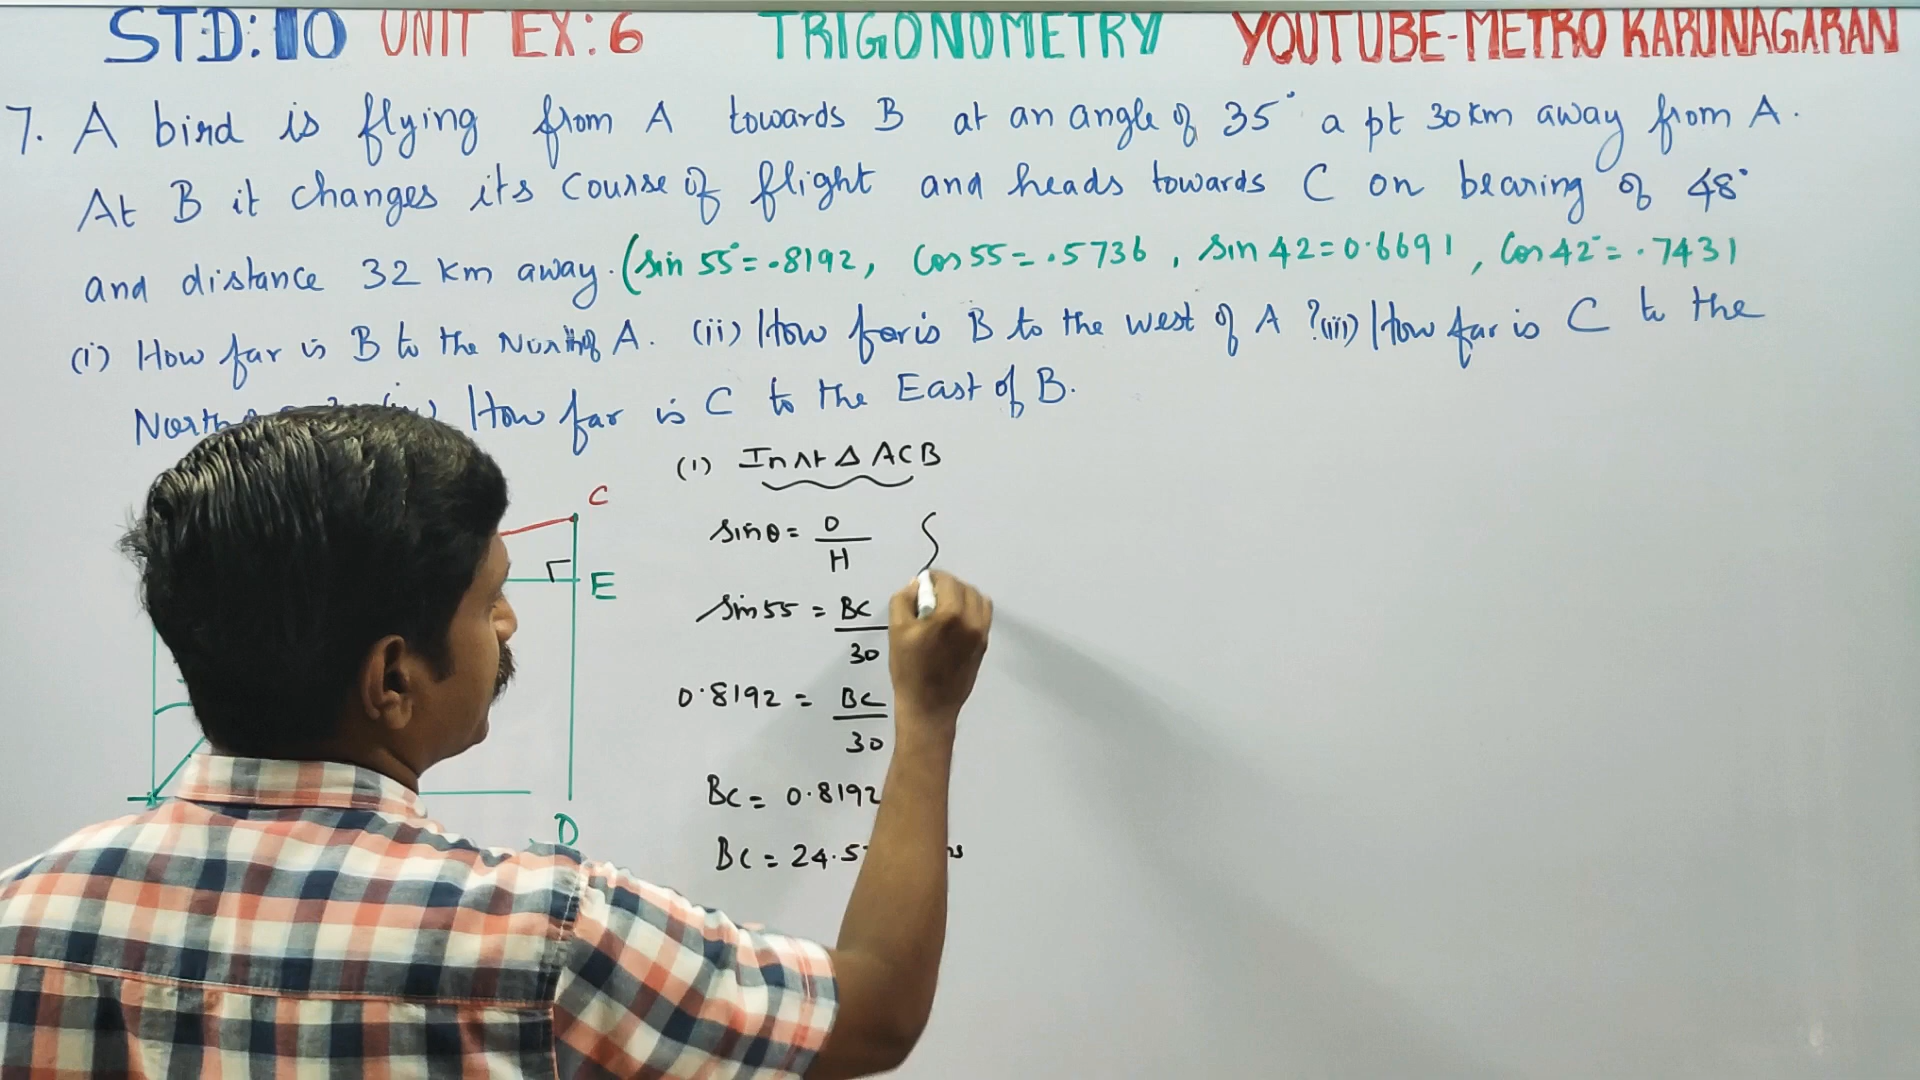 STD: 10 UNIT EX: 6 TRIGONOMETRY YOUTUBE-METRO KARUNAGARAN
7. A bird is flying from A towards B at an angle of 35° a pt 30km away from A.
At B it changes its course of flight and heads towards C on bearing of 48°
and distance 32 km away. (sin 55° = .8192, Cos 55 = .5736, sin 42 = 0.6691, Cos 42° = .7431
(i) How far is B to the North of A. (ii) How far is B to the west of A ? (iii) How far is C to the
North How far is C to the East of B.
(1) In rt Δ ACB
C
sin θ = O / H
E
sin 55 = BC / 30
0.8192 = BC / 30
BC = 0.8192
D
BC = 24.5